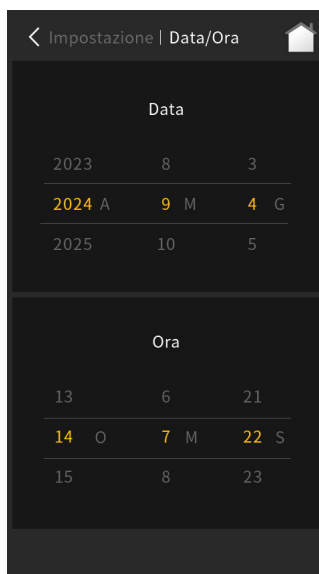 Impostazione | Data/Ora
Data
2023 8 3
2024 A 9 M 4 G
2025 10 5
Ora
13 6 21
14 O 7 M 22 S
15 8 23